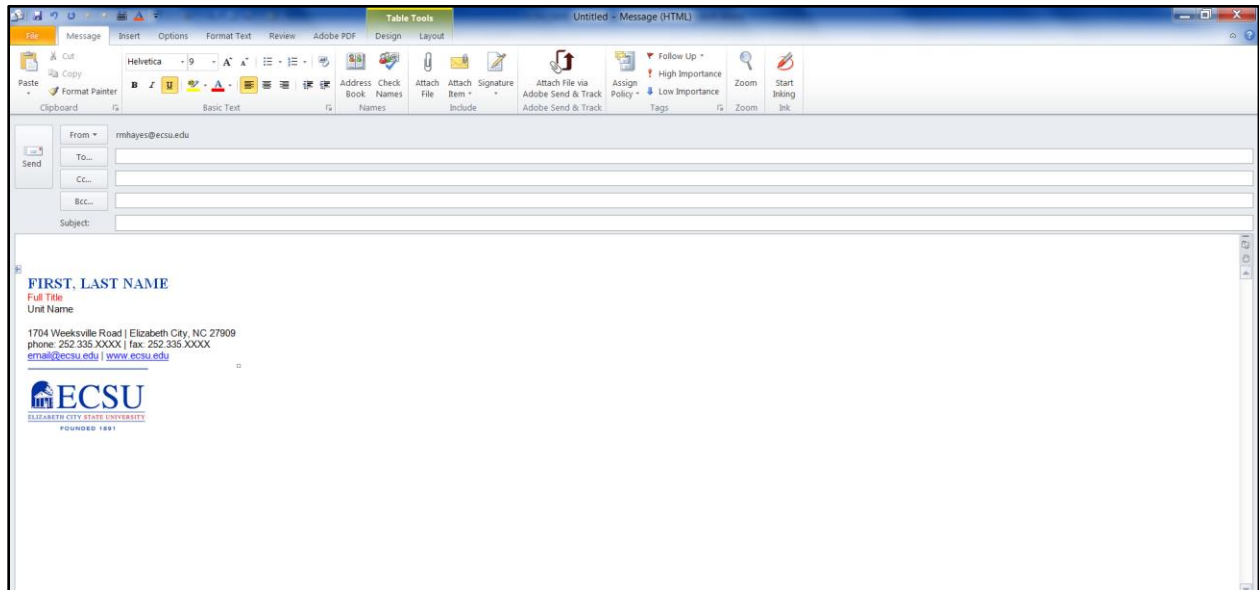 Table Tools
Untitled - Message (HTML)
File Message Insert Options Format Text Review Adobe PDF Design Layout
Paste
Cut
Copy
Format Painter
Clipboard
Helvetica 9
B I U
Basic Text
Address Book
Check Names
Names
Attach File
Attach Item
Signature
Include
Attach File via Adobe Send & Track
Adobe Send & Track
Assign Policy
Follow Up
High Importance
Low Importance
Tags
Zoom
Zoom
Start Inking
Ink
Send
From rmhayes@ecsu.edu
To...
Cc...
Bcc...
Subject:
FIRST, LAST NAME
Full Title
Unit Name
1704 Weeksville Road | Elizabeth City, NC 27909
phone: 252.335.XXXX | fax: 252.335.XXXX
email@ecsu.edu | www.ecsu.edu
ECSU
ELIZABETH CITY STATE UNIVERSITY
FOUNDED 1891